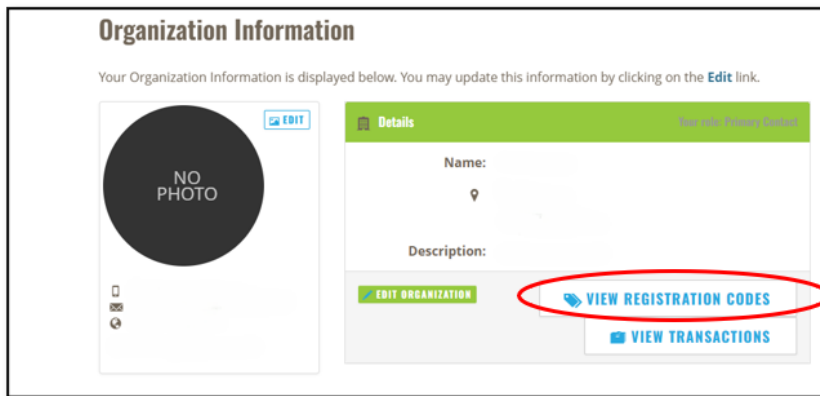 Organization Information
Your Organization Information is displayed below. You may update this information by clicking on the Edit link.
EDIT
NO
PHOTO
Details
Your role: Primary Contact
Name:
Description:
EDIT ORGANIZATION
VIEW REGISTRATION CODES
VIEW TRANSACTIONS